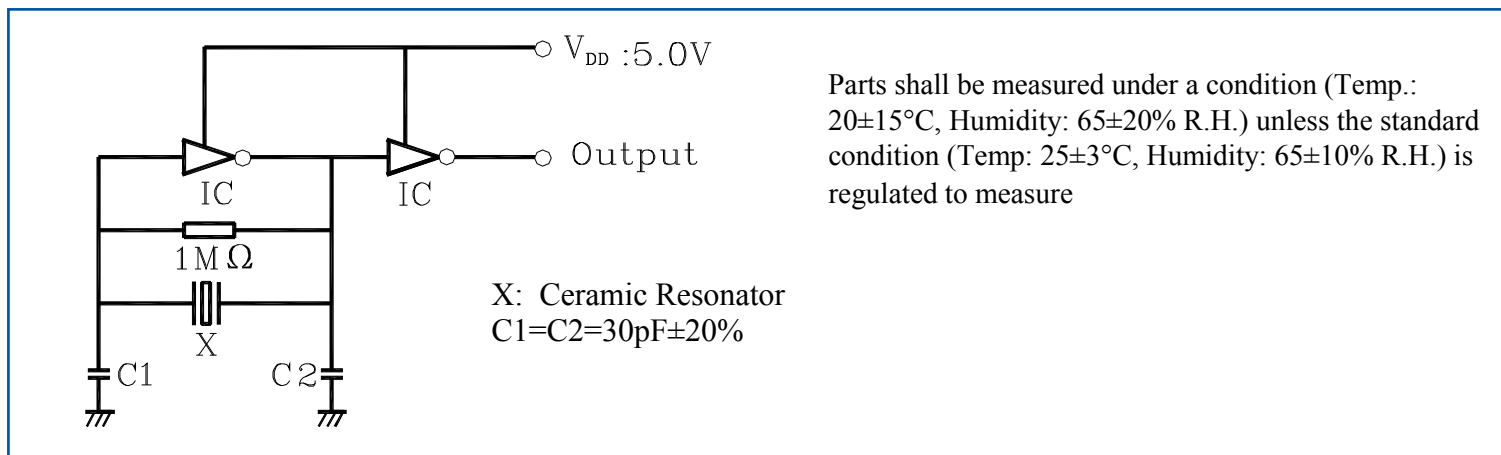 VDD :5.0V
Output
IC
IC
1MΩ
X
C1
C2
X: Ceramic Resonator
C1=C2=30pF±20%
Parts shall be measured under a condition (Temp.:
20±15°C, Humidity: 65±20% R.H.) unless the standard
condition (Temp: 25±3°C, Humidity: 65±10% R.H.) is
regulated to measure